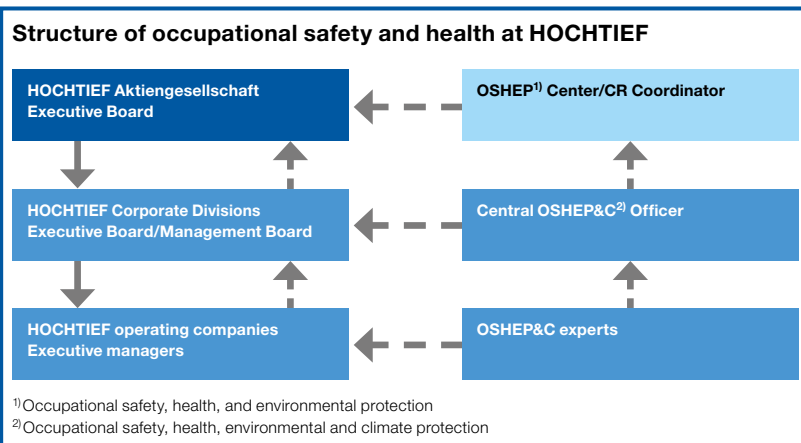 Structure of occupational safety and health at HOCHTIEF
HOCHTIEF Aktiengesellschaft
Executive Board
OSHEP1) Center/CR Coordinator
HOCHTIEF Corporate Divisions
Executive Board/Management Board
Central OSHEP&C2) Officer
HOCHTIEF operating companies
Executive managers
OSHEP&C experts
1) Occupational safety, health, and environmental protection
2) Occupational safety, health, environmental and climate protection